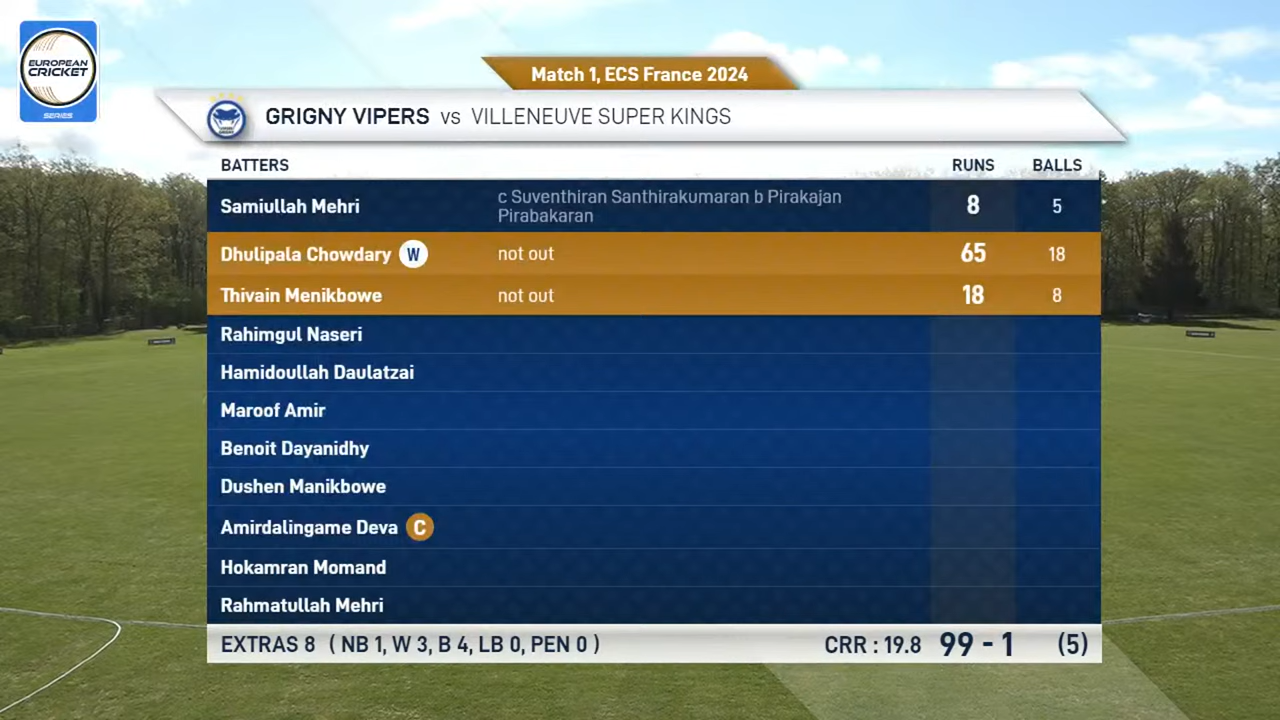 EUROPEAN
CRICKET
SERIES
Match 1, ECS France 2024
GRIGNY VIPERS vs VILLENEUVE SUPER KINGS
BATTERS RUNS BALLS
Samiullah Mehri c Suventhiran Santhirakumaran b Pirakajan Pirabakaran 8 5
Dhulipala Chowdary W not out 65 18
Thivain Menikbowe not out 18 8
Rahimgul Naseri
Hamidoullah Daulatzai
Maroof Amir
Benoit Dayanidhy
Dushen Manikbowe
Amirdalingame Deva C
Hokamran Momand
Rahmatullah Mehri
EXTRAS 8 ( NB 1, W 3, B 4, LB 0, PEN 0 ) CRR : 19.8 99 - 1 (5)